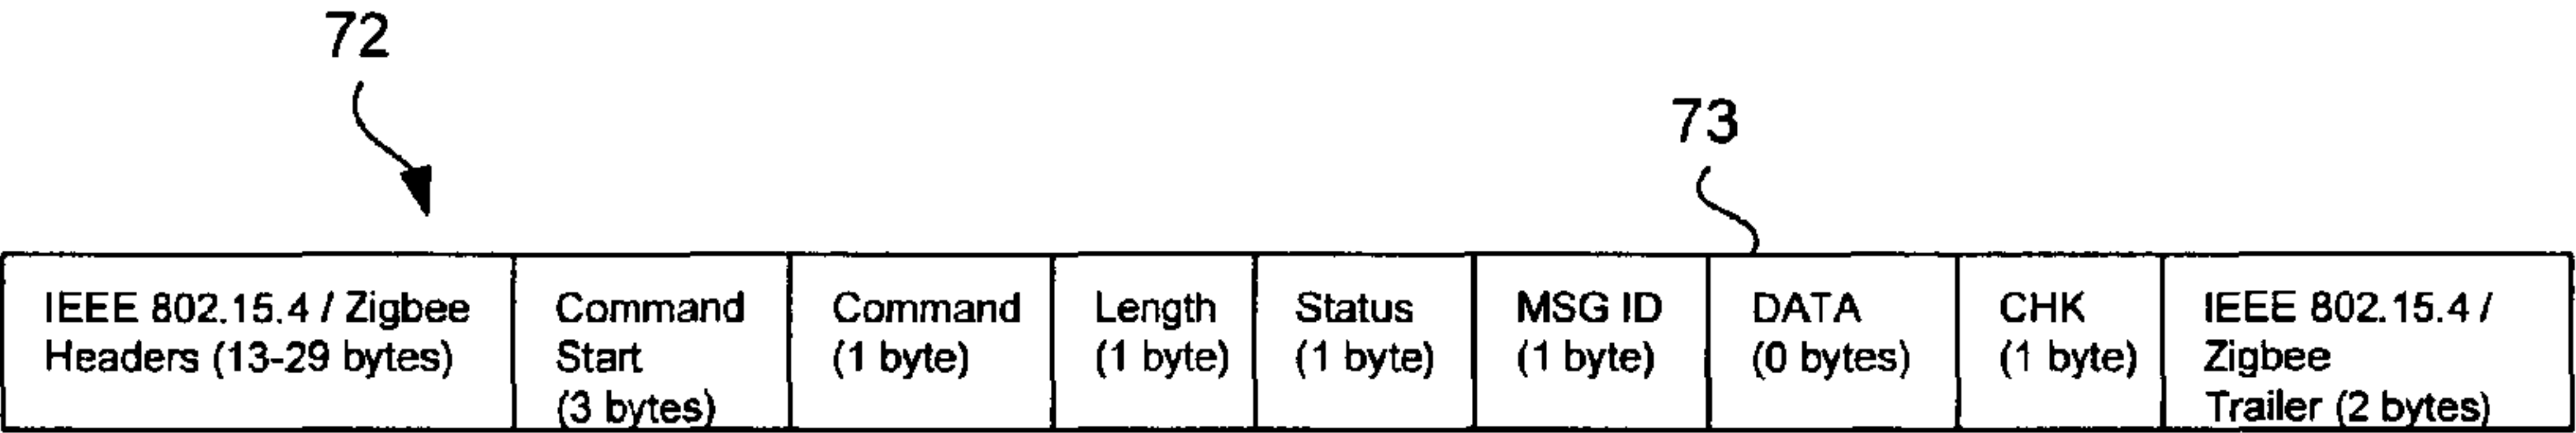 72
73
IEEE 802.15.4 / Zigbee
Headers (13-29 bytes)
Command
Start
(3 bytes)
Command
(1 byte)
Length
(1 byte)
Status
(1 byte)
MSG ID
(1 byte)
DATA
(0 bytes)
CHK
(1 byte)
IEEE 802.15.4 /
Zigbee
Trailer (2 bytes)